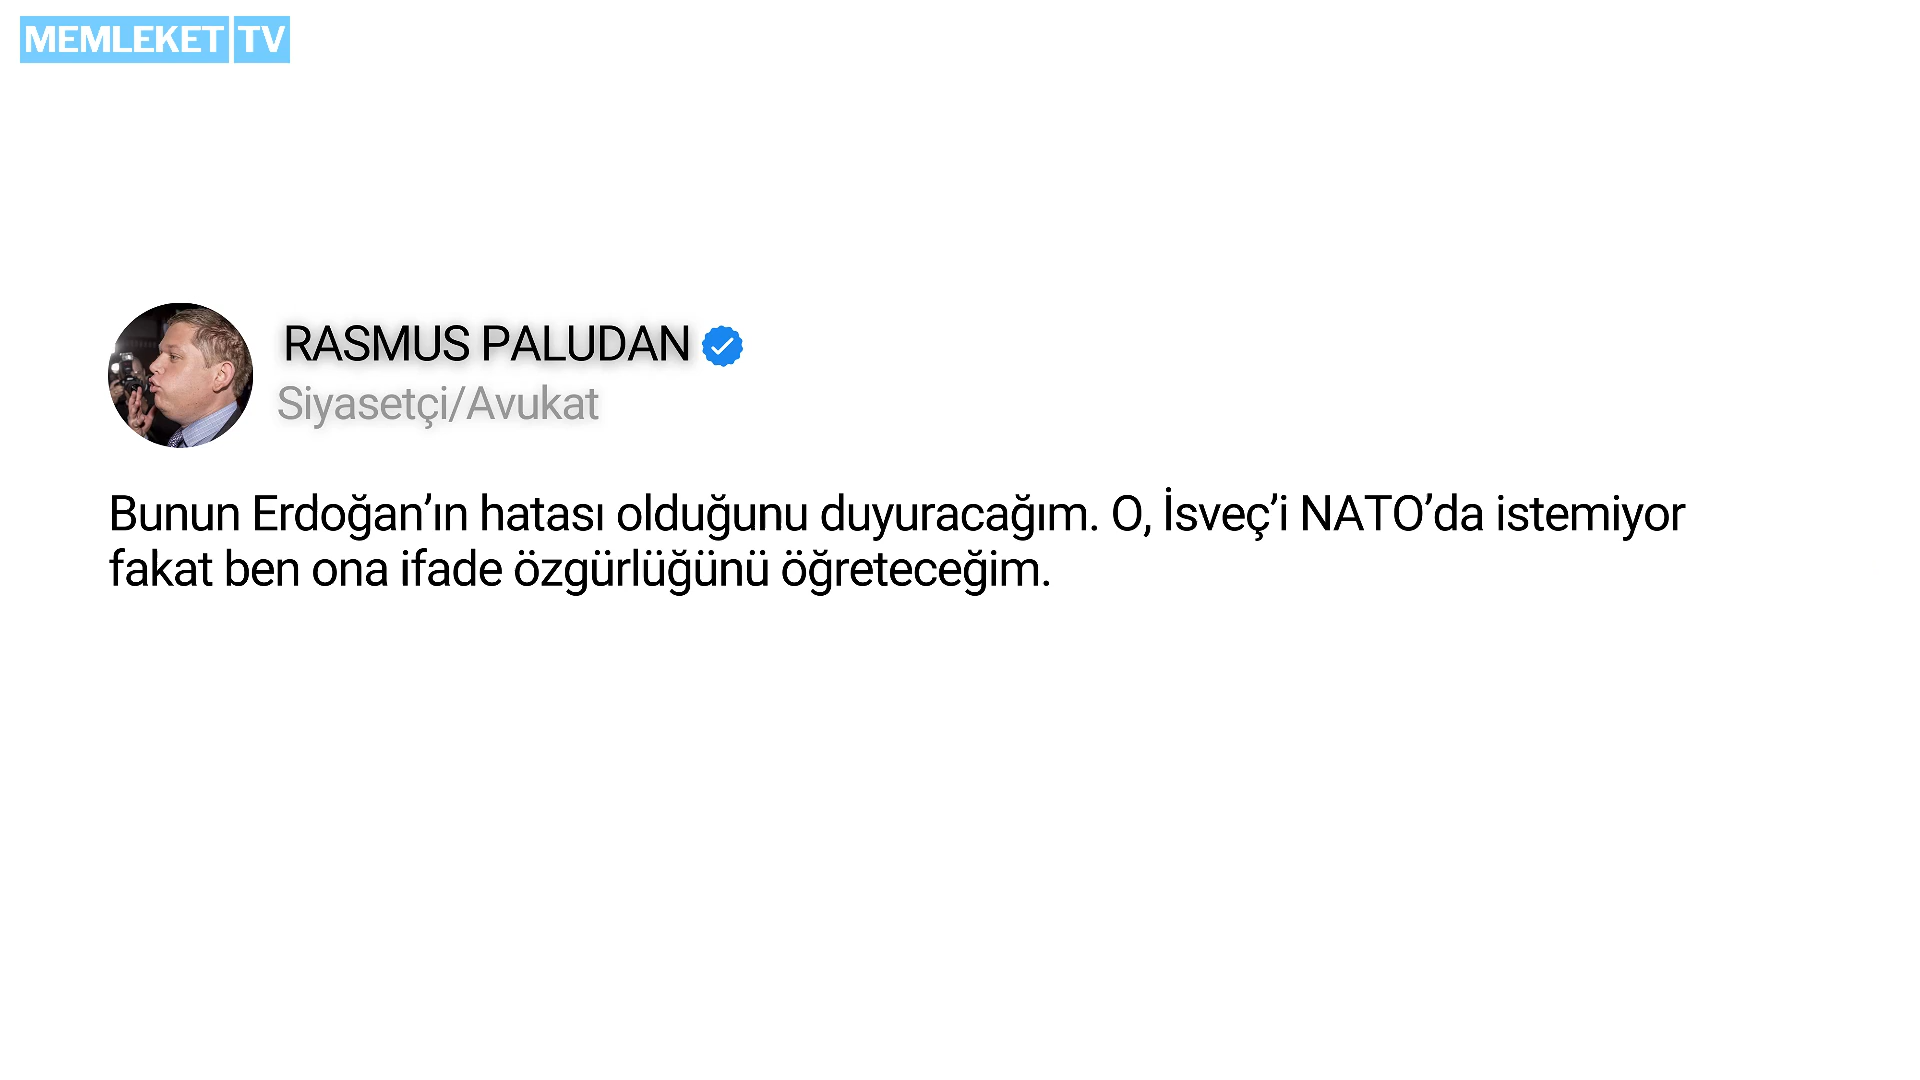 MEMLEKET TV
RASMUS PALUDAN
Siyasetçi/Avukat
Bunun Erdoğan’ın hatası olduğunu duyuracağım. O, İsveç’i NATO’da istemiyor
fakat ben ona ifade özgürlüğünü öğreteceğim.